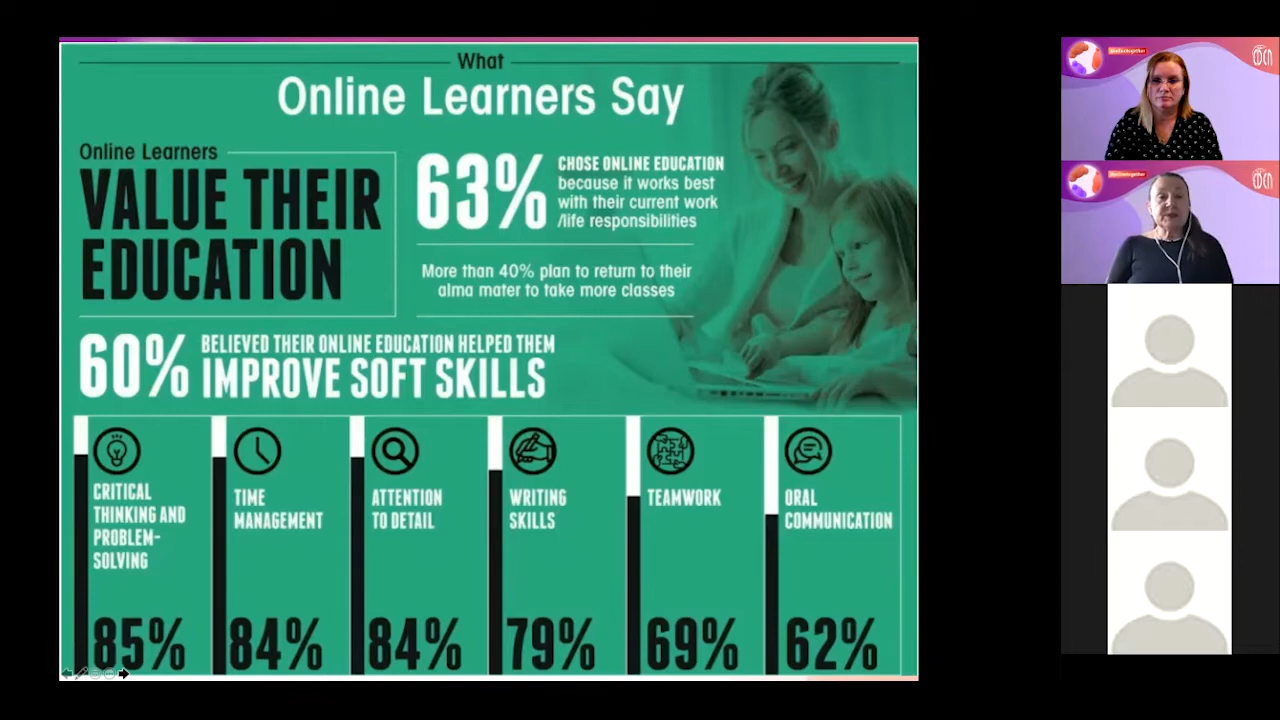 What
Online Learners Say
Online Learners
VALUE THEIR
EDUCATION
63%
CHOSE ONLINE EDUCATION
because it works best
with their current work
/life responsibilities
More than 40% plan to return to their
alma mater to take more classes
60%
BELIEVED THEIR ONLINE EDUCATION HELPED THEM
IMPROVE SOFT SKILLS
CRITICAL
THINKING AND
PROBLEM-
SOLVING
85%
TIME
MANAGEMENT
84%
ATTENTION
TO DETAIL
84%
WRITING
SKILLS
79%
TEAMWORK
69%
ORAL
COMMUNICATION
62%